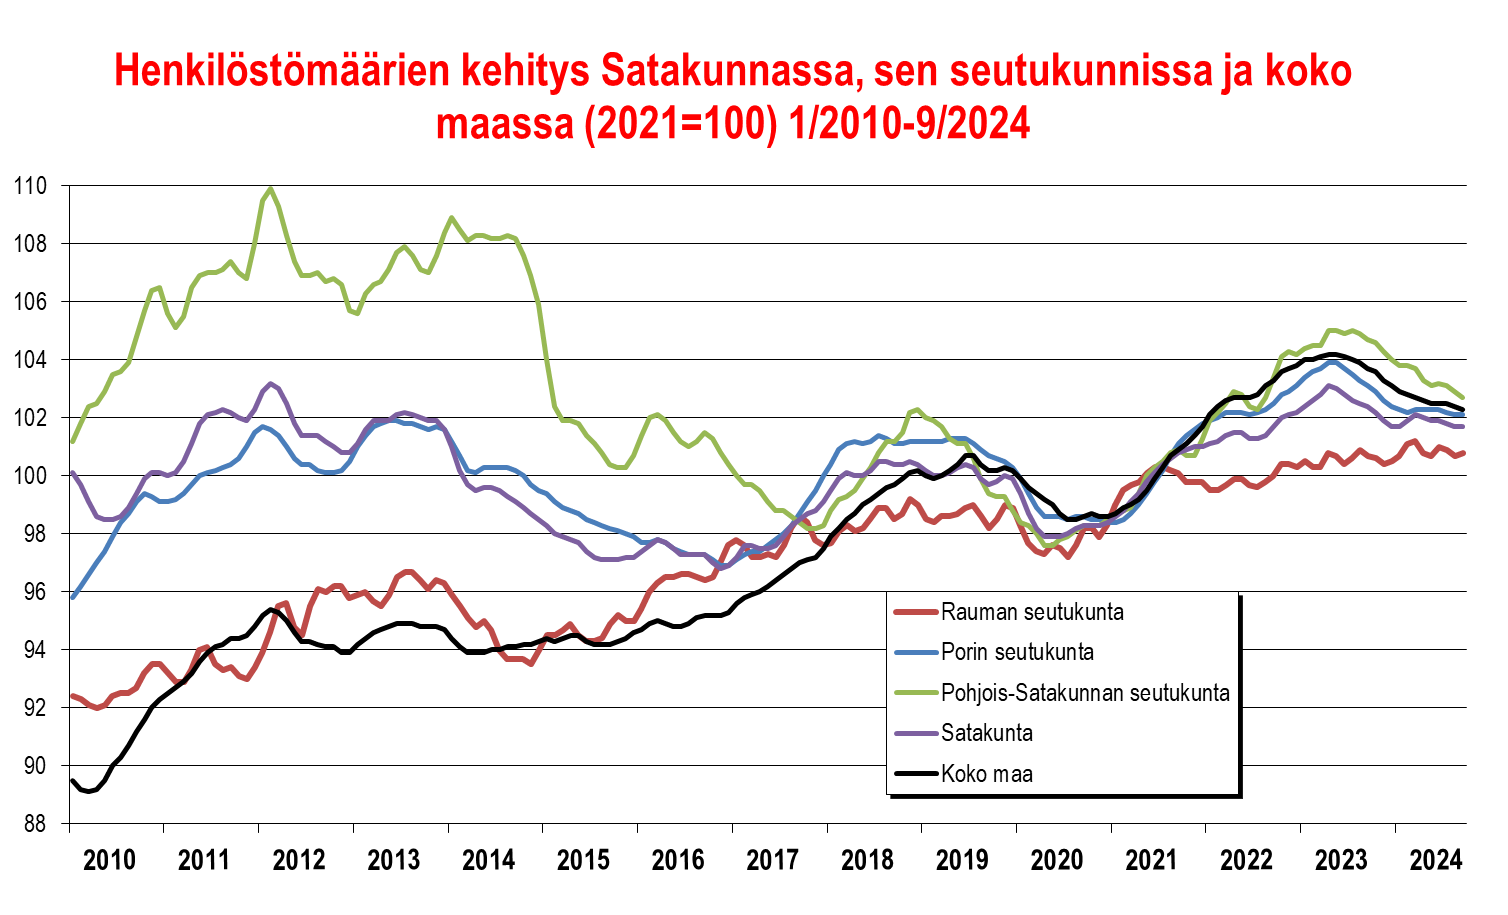 Henkilöstömäärien kehitys Satakunnassa, sen seutukunnissa ja koko
maassa (2021=100) 1/2010-9/2024
110
108
106
104
102
100
98
96
94
92
90
88
Rauman seutukunta
Porin seutukunta
Pohjois-Satakunnan seutukunta
Satakunta
Koko maa
2010 2011 2012 2013 2014 2015 2016 2017 2018 2019 2020 2021 2022 2023 2024